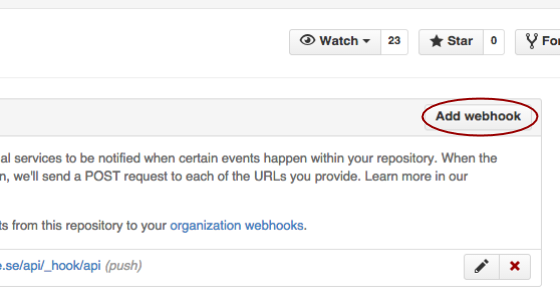 Watch 23 Star 0 Fo
Add webhook
al services to be notified when certain events happen within your repository. When the
n, we'll send a POST request to each of the URLs you provide. Learn more in our
ts from this repository to your organization webhooks.
e.se/api/_hook/api (push)